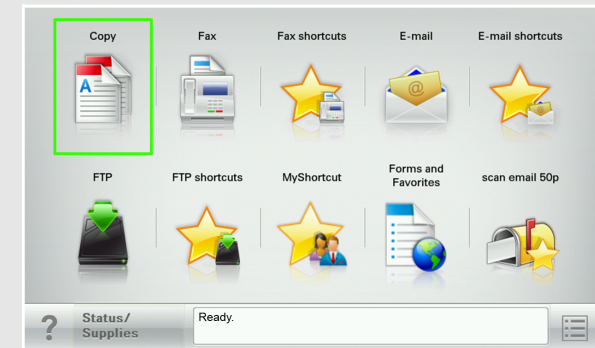 Copy
Fax
Fax shortcuts
E-mail
E-mail shortcuts
A
@
FTP
FTP shortcuts
MyShortcut
Forms and
Favorites
scan email 50p
?
Status/
Supplies
Ready.